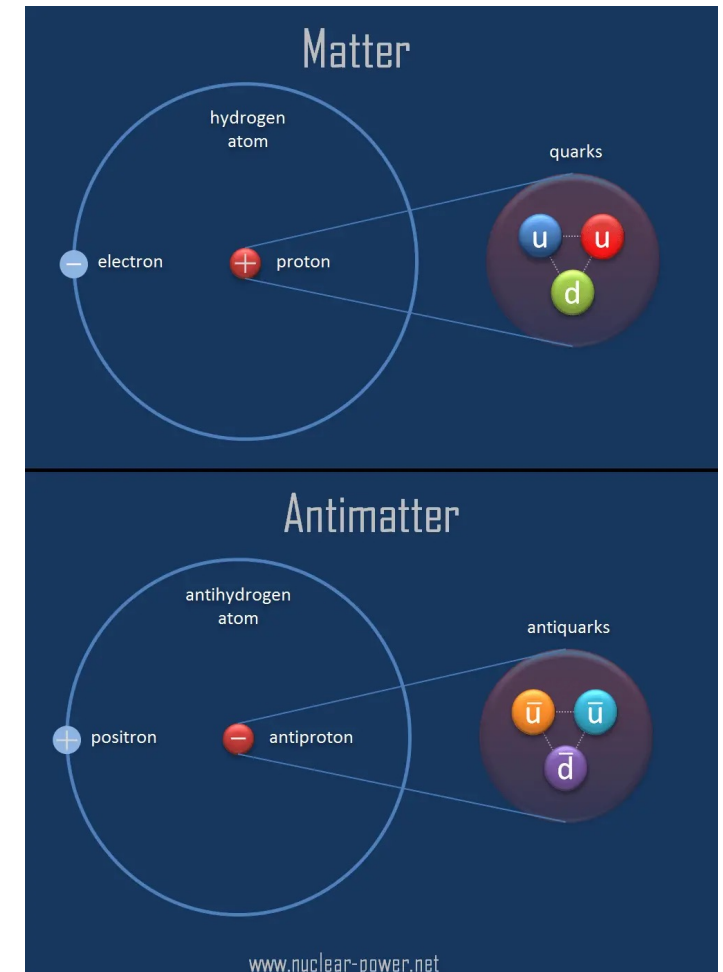 Matter
hydrogen
atom
quarks
u u
− electron + proton
d
Antimatter
antihydrogen
atom
antiquarks
u̅ u̅
+ positron − antiproton
d̅
www.nuclear-power.net